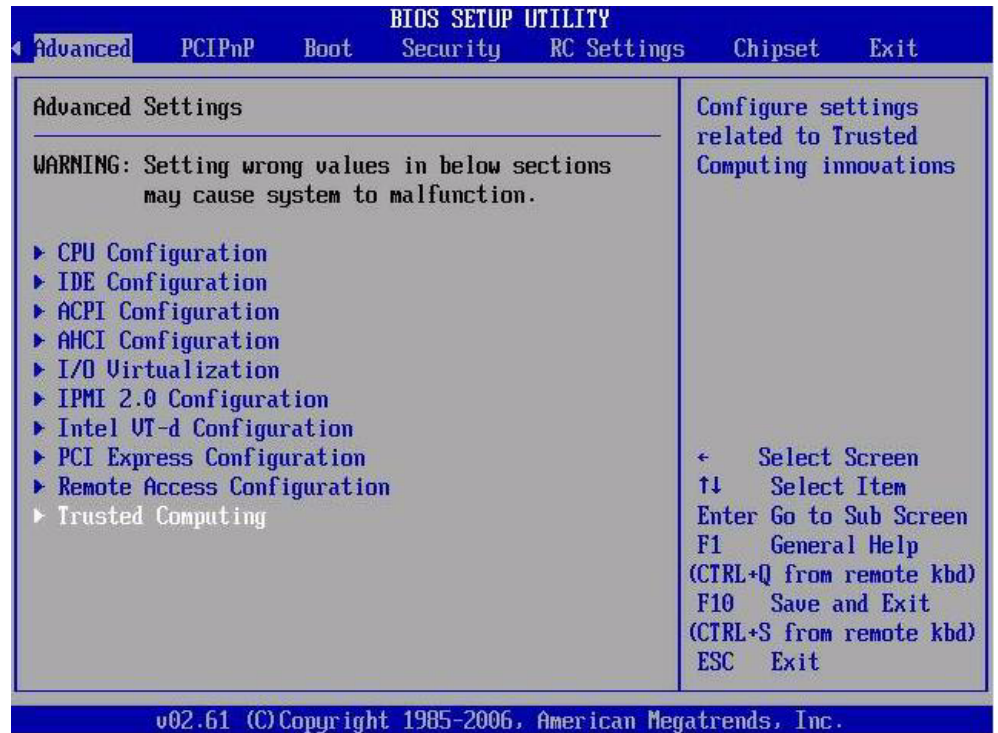 BIOS SETUP UTILITY
Advanced PCIPnP Boot Security RC Settings Chipset Exit
Advanced Settings
WARNING: Setting wrong values in below sections
may cause system to malfunction.
CPU Configuration
IDE Configuration
ACPI Configuration
AHCI Configuration
I/O Virtualization
IPMI 2.0 Configuration
Intel VT-d Configuration
PCI Express Configuration
Remote Access Configuration
Trusted Computing
Configure settings
related to Trusted
Computing innovations
← Select Screen
↑↓ Select Item
Enter Go to Sub Screen
F1 General Help
(CTRL+Q from remote kbd)
F10 Save and Exit
(CTRL+S from remote kbd)
ESC Exit
v02.61 (C)Copyright 1985-2006, American Megatrends, Inc.